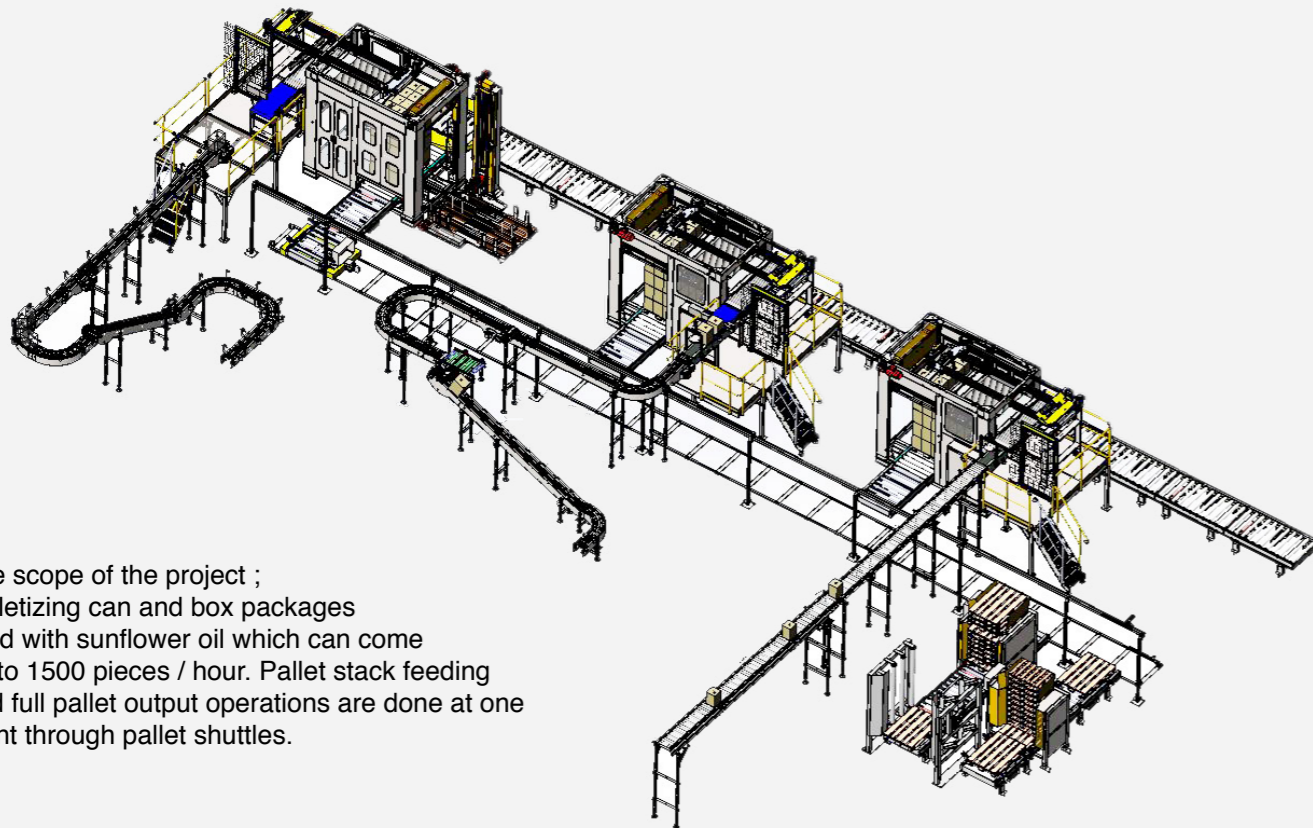 e scope of the project ;
letizing can and box packages
d with sunflower oil which can come
to 1500 pieces / hour. Pallet stack feeding
d full pallet output operations are done at one
nt through pallet shuttles.